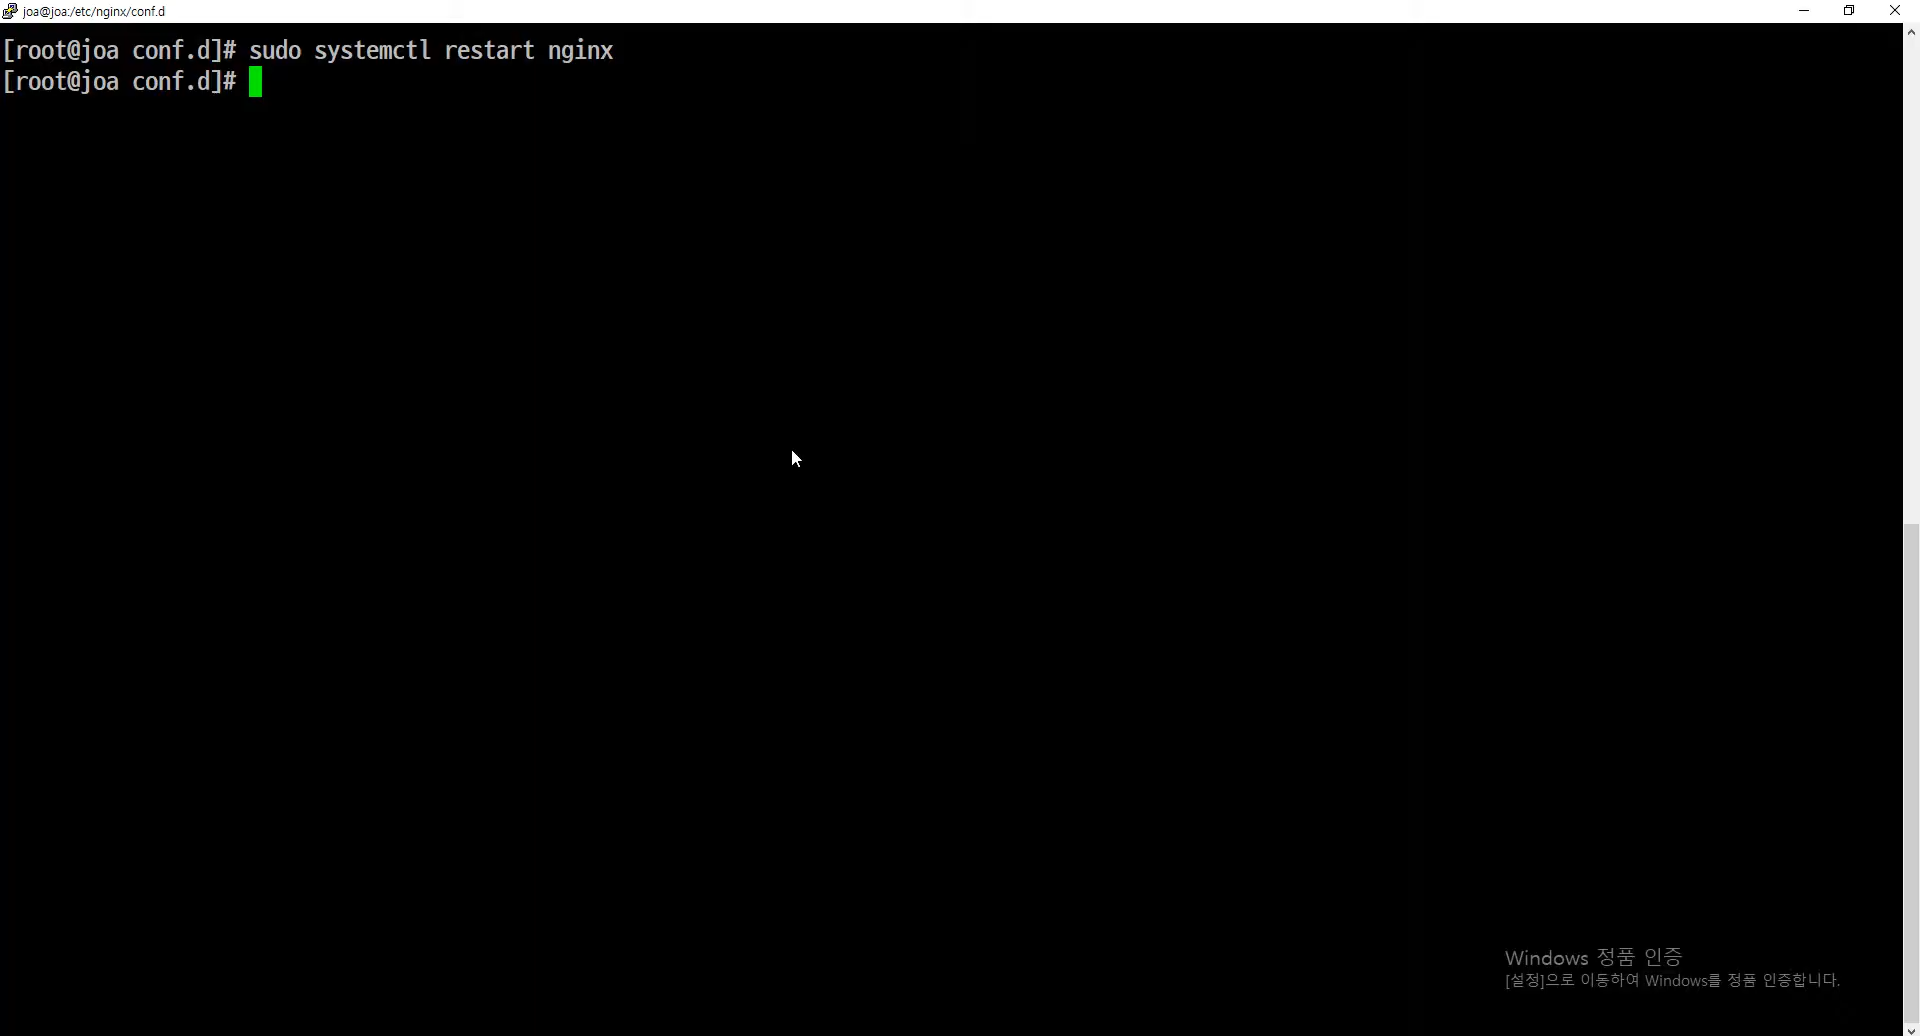 joa@joa:/etc/nginx/conf.d
[root@joa conf.d]# sudo systemctl restart nginx
[root@joa conf.d]#
Windows 정품 인증
[설정]으로 이동하여 Windows를 정품 인증합니다.